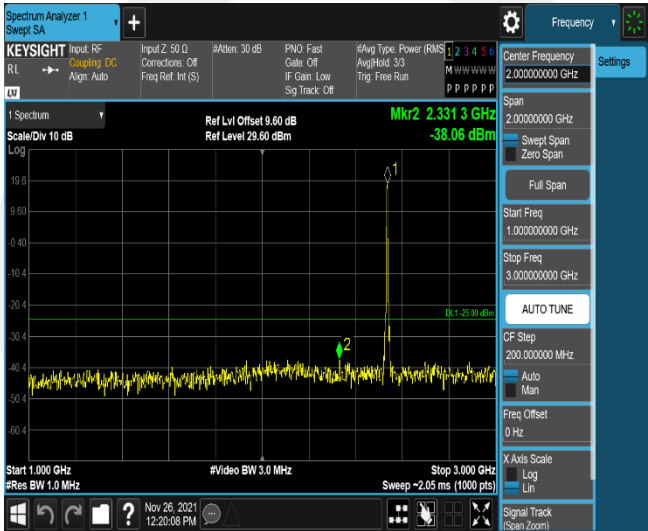 Spectrum Analyzer 1
Swept SA
Frequency
Settings
KEYSIGHT
RL
LXI
Input: RF
Coupling: DC
Align: Auto
Input Z: 50 Ω
Corrections: Off
Freq Ref: Int (S)
#Atten: 30 dB
PNO: Fast
Gate: Off
IF Gain: Low
Sig Track: Off
#Avg Type: Power (RMS
Avg|Hold: 3/3
Trig: Free Run
1 2 3 4 5 6
M W W W W W
P P P P P P
1 Spectrum
Scale/Div 10 dB
Log
Ref Lvl Offset 9.60 dB
Ref Level 29.60 dBm
Mkr2 2.331 3 GHz
-38.06 dBm
1
19.6
9.60
-0.40
-10.4
-20.4
DL1 -25.00 dBm
-30.4
2
-40.4
-50.4
-60.4
Start 1.000 GHz
#Video BW 3.0 MHz
Stop 3.000 GHz
#Res BW 1.0 MHz
Sweep ~2.05 ms (1000 pts)
Center Frequency
2.000000000 GHz
Span
2.00000000 GHz
Swept Span
Zero Span
Full Span
Start Freq
1.000000000 GHz
Stop Freq
3.000000000 GHz
AUTO TUNE
CF Step
200.000000 MHz
Auto
Man
Freq Offset
0 Hz
X Axis Scale
Log
Lin
Signal Track
(Span Zoom)
?
Nov 26, 2021
12:20:08 PM